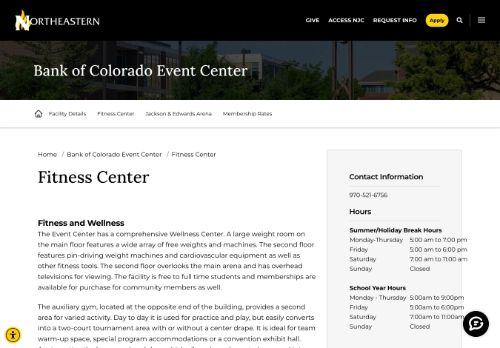 NORTHEASTERN
GIVE
ACCESS NJC
REQUEST INFO
Apply
Bank of Colorado Event Center
Facility Details
Fitness Center
Jackson & Edwards Arena
Membership Rates
Home / Bank of Colorado Event Center / Fitness Center
Fitness Center
Fitness and Wellness
The Event Center has a comprehensive Wellness Center. A large weight room on
the main floor features a wide array of free weights and machines. The second floor
features pin-driving weight machines and cardiovascular equipment as well as
other fitness tools. The second floor overlooks the main arena and has overhead
televisions for viewing. The facility is free to full time students and memberships are
available for purchase for community members as well.
The auxiliary gym, located at the opposite end of the building, provides a second
area for varied activity. Day to day it is used for practice and play, but easily converts
into a two-court tournament area with or without a center drape. It is ideal for team
warm-up space, special program accommodations or a convention exhibit hall.
Contact Information
970-521-6756
Hours
Summer/Holiday Break Hours
Monday-Thursday 5:00 am to 7:00 pm
Friday 5:00 am to 6:00 pm
Saturday 7:00 am to 11:00 am
Sunday Closed
School Year Hours
Monday - Thursday 5:00am to 9:00pm
Friday 5:00am to 6:00pm
Saturday 7:00am to 11:00am
Sunday Closed